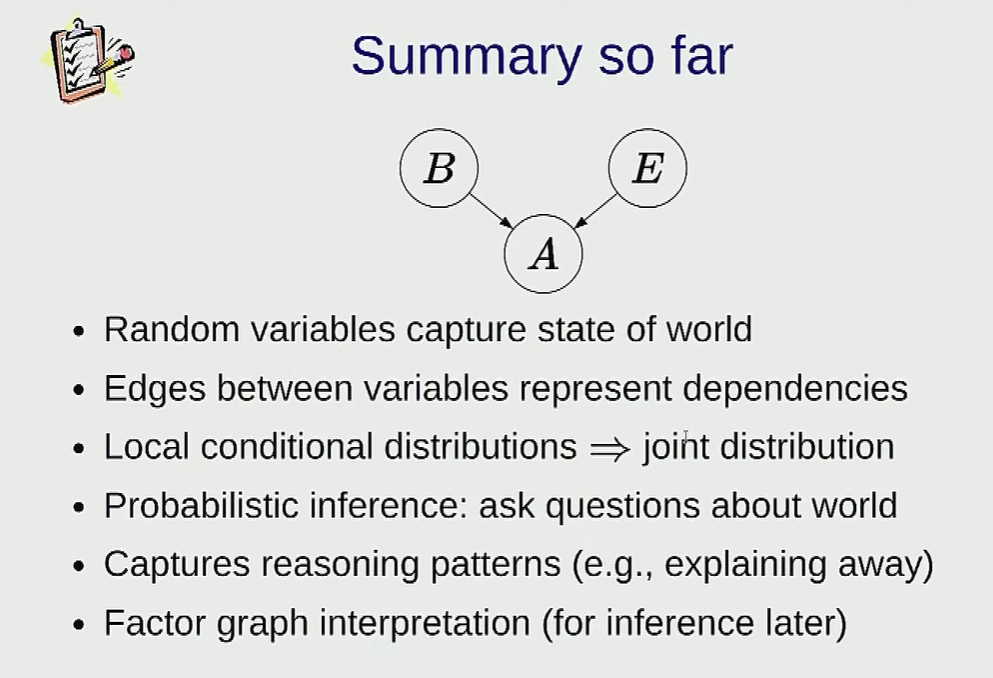 Summary so far
B
E
A
• Random variables capture state of world
• Edges between variables represent dependencies
• Local conditional distributions ⇒ joint distribution
• Probabilistic inference: ask questions about world
• Captures reasoning patterns (e.g., explaining away)
• Factor graph interpretation (for inference later)